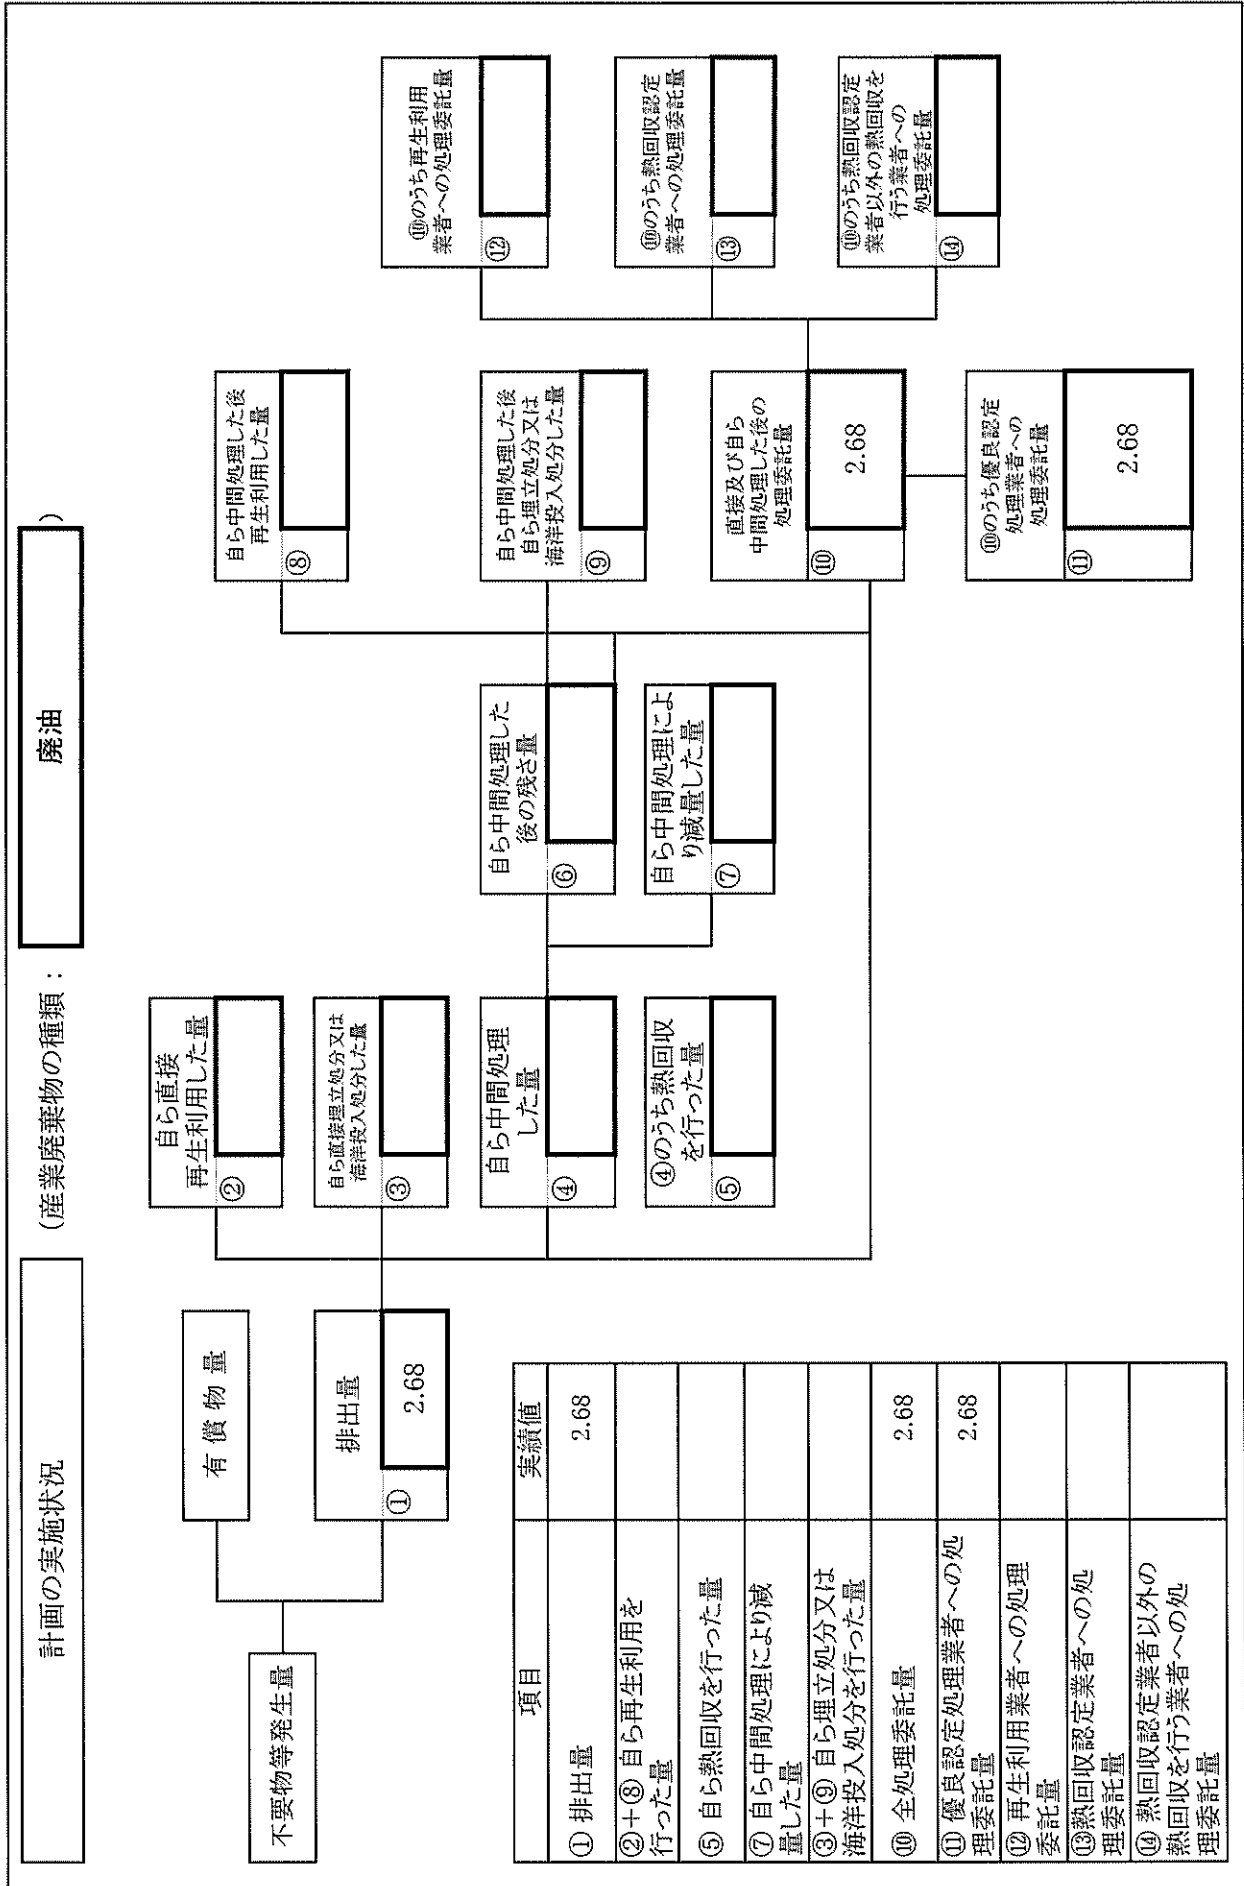 計画の実施状況
(産業廃棄物の種類：
廃油
)
不要物等発生量
有 償 物 量
排出量
①
2.68
自ら直接
再生利用した量
②
自ら直接埋立処分又は
海洋投入処分した量
③
自ら中間処理
した量
④
④のうち熱回収
を行った量
⑤
自ら中間処理した
後の残さ量
⑥
自ら中間処理によ
り減量した量
⑦
自ら中間処理した後
再生利用した量
⑧
自ら中間処理した後
自ら埋立処分又は
海洋投入処分した量
⑨
直接及び自ら
中間処理した後の
処理委託量
⑩
2.68
⑩のうち優良認定
処理業者への
処理委託量
⑪
2.68
⑩のうち再生利用
業者への処理委託量
⑫
⑩のうち熱回収認定
業者への処理委託量
⑬
⑩のうち熱回収認定
業者以外の熱回収を
行う業者への
処理委託量
⑭
項目
実績値
① 排出量
2.68
②＋⑧ 自ら再生利用を
行った量
⑤ 自ら熱回収を行った量
⑦ 自ら中間処理により減
量した量
③＋⑨ 自ら埋立処分又は
海洋投入処分を行った量
⑩ 全処理委託量
2.68
⑪ 優良認定処理業者への処
理委託量
2.68
⑫ 再生利用業者への処理
委託量
⑬熱回収認定業者への処
理委託量
⑭ 熱回収認定業者以外の
熱回収を行う業者への処
理委託量